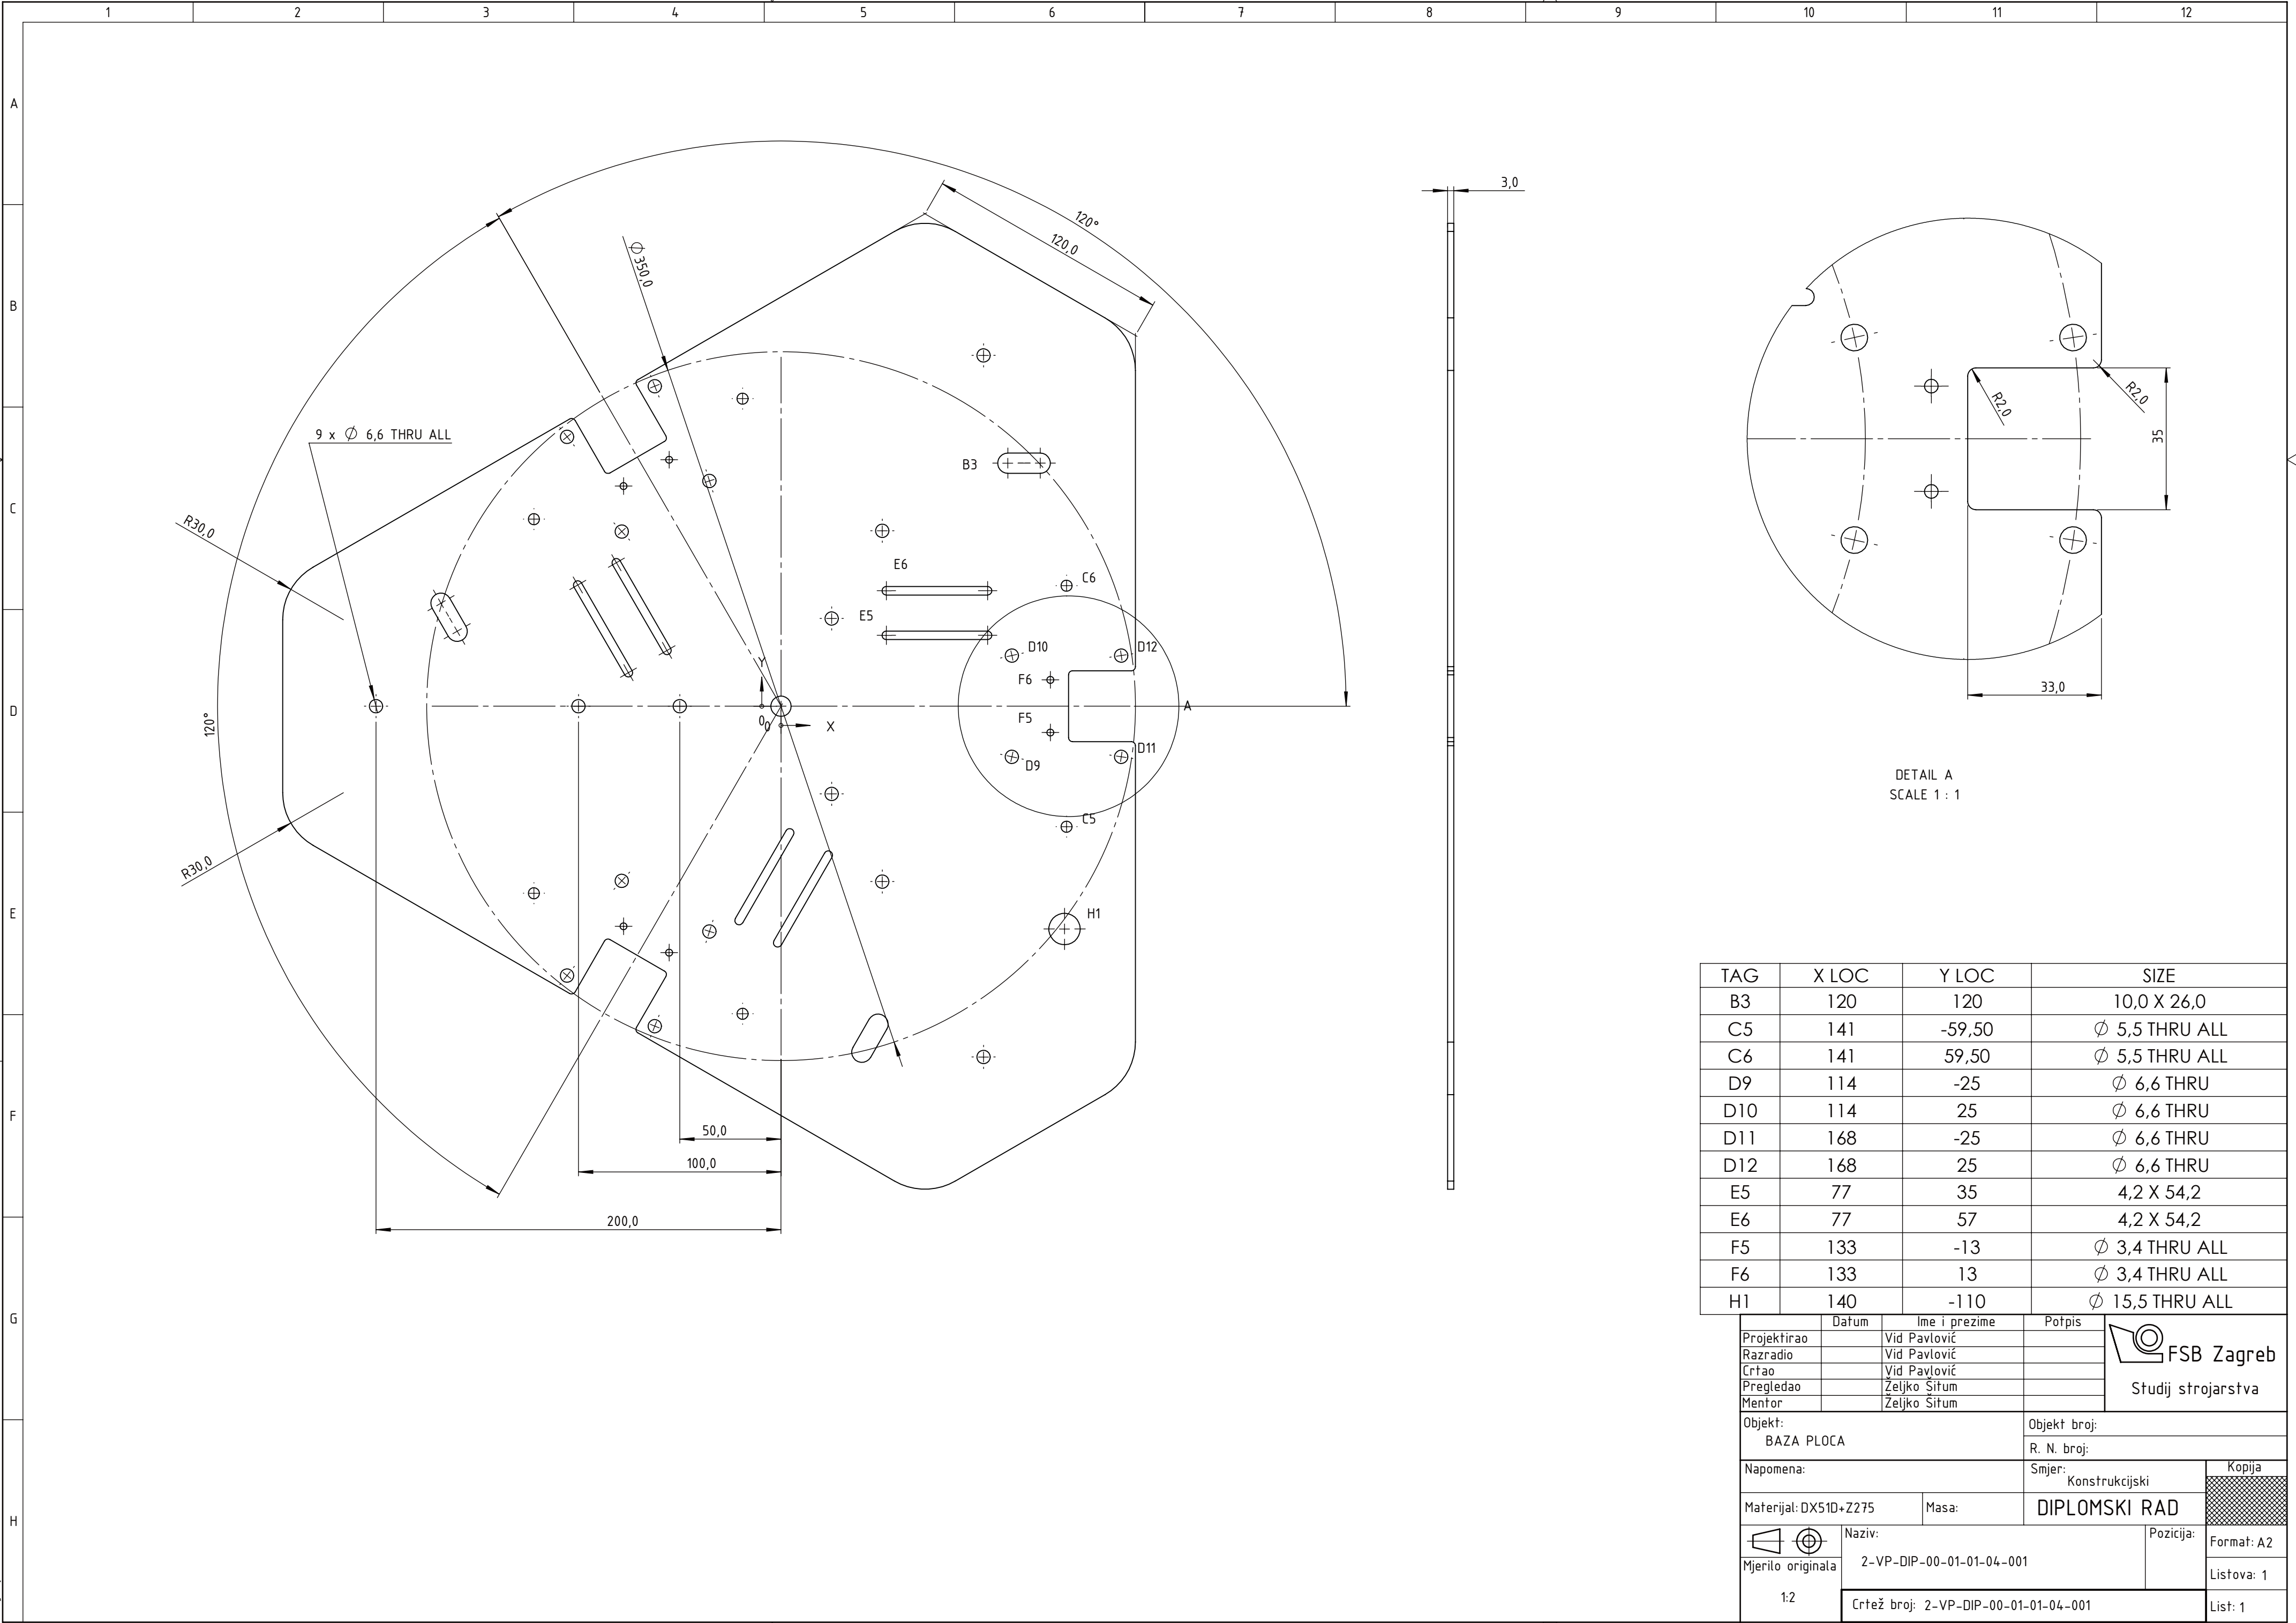 1 2 3 4 5 6 7 8 9 10 11 12
A
B
C
D
E
F
G
H
120°
120,0
Ø350,0
9 x Ø 6,6 THRU ALL
R30,0
B3
E6
C6
E5
D10
D12
F6
Y
A
120°
0
0
X
F5
D11
D9
C5
R30,0
H1
50,0
100,0
200,0
3,0
R2,0
R2,0
35
33,0
DETAIL A
SCALE 1 : 1
TAG X LOC Y LOC SIZE
B3 120 120 10,0 X 26,0
C5 141 -59,50 Ø 5,5 THRU ALL
C6 141 59,50 Ø 5,5 THRU ALL
D9 114 -25 Ø 6,6 THRU
D10 114 25 Ø 6,6 THRU
D11 168 -25 Ø 6,6 THRU
D12 168 25 Ø 6,6 THRU
E5 77 35 4,2 X 54,2
E6 77 57 4,2 X 54,2
F5 133 -13 Ø 3,4 THRU ALL
F6 133 13 Ø 3,4 THRU ALL
H1 140 -110 Ø 15,5 THRU ALL
Datum Ime i prezime Potpis
Projektirao Vid Pavlović
Razradio Vid Pavlović
Crtao Vid Pavlović
Pregledao Željko Šitum
Mentor Željko Šitum
FSB Zagreb
Studij strojarstva
Objekt:
BAZA PLOCA
Objekt broj:
R. N. broj:
Napomena:
Smjer:
Konstrukcijski
Kopija
Materijal: DX51D+Z275
Masa:
DIPLOMSKI RAD
Naziv:
2-VP-DIP-00-01-01-04-001
Pozicija:
Format: A2
Mjerilo originala
1:2
Listova: 1
Crtež broj: 2-VP-DIP-00-01-01-04-001
List: 1